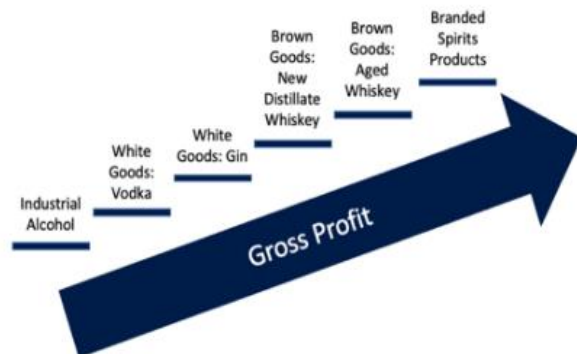 Industrial
Alcohol
White
Goods:
Vodka
White
Goods: Gin
Brown
Goods:
New
Distillate
Whiskey
Brown
Goods:
Aged
Whiskey
Branded
Spirits
Products
Gross Profit